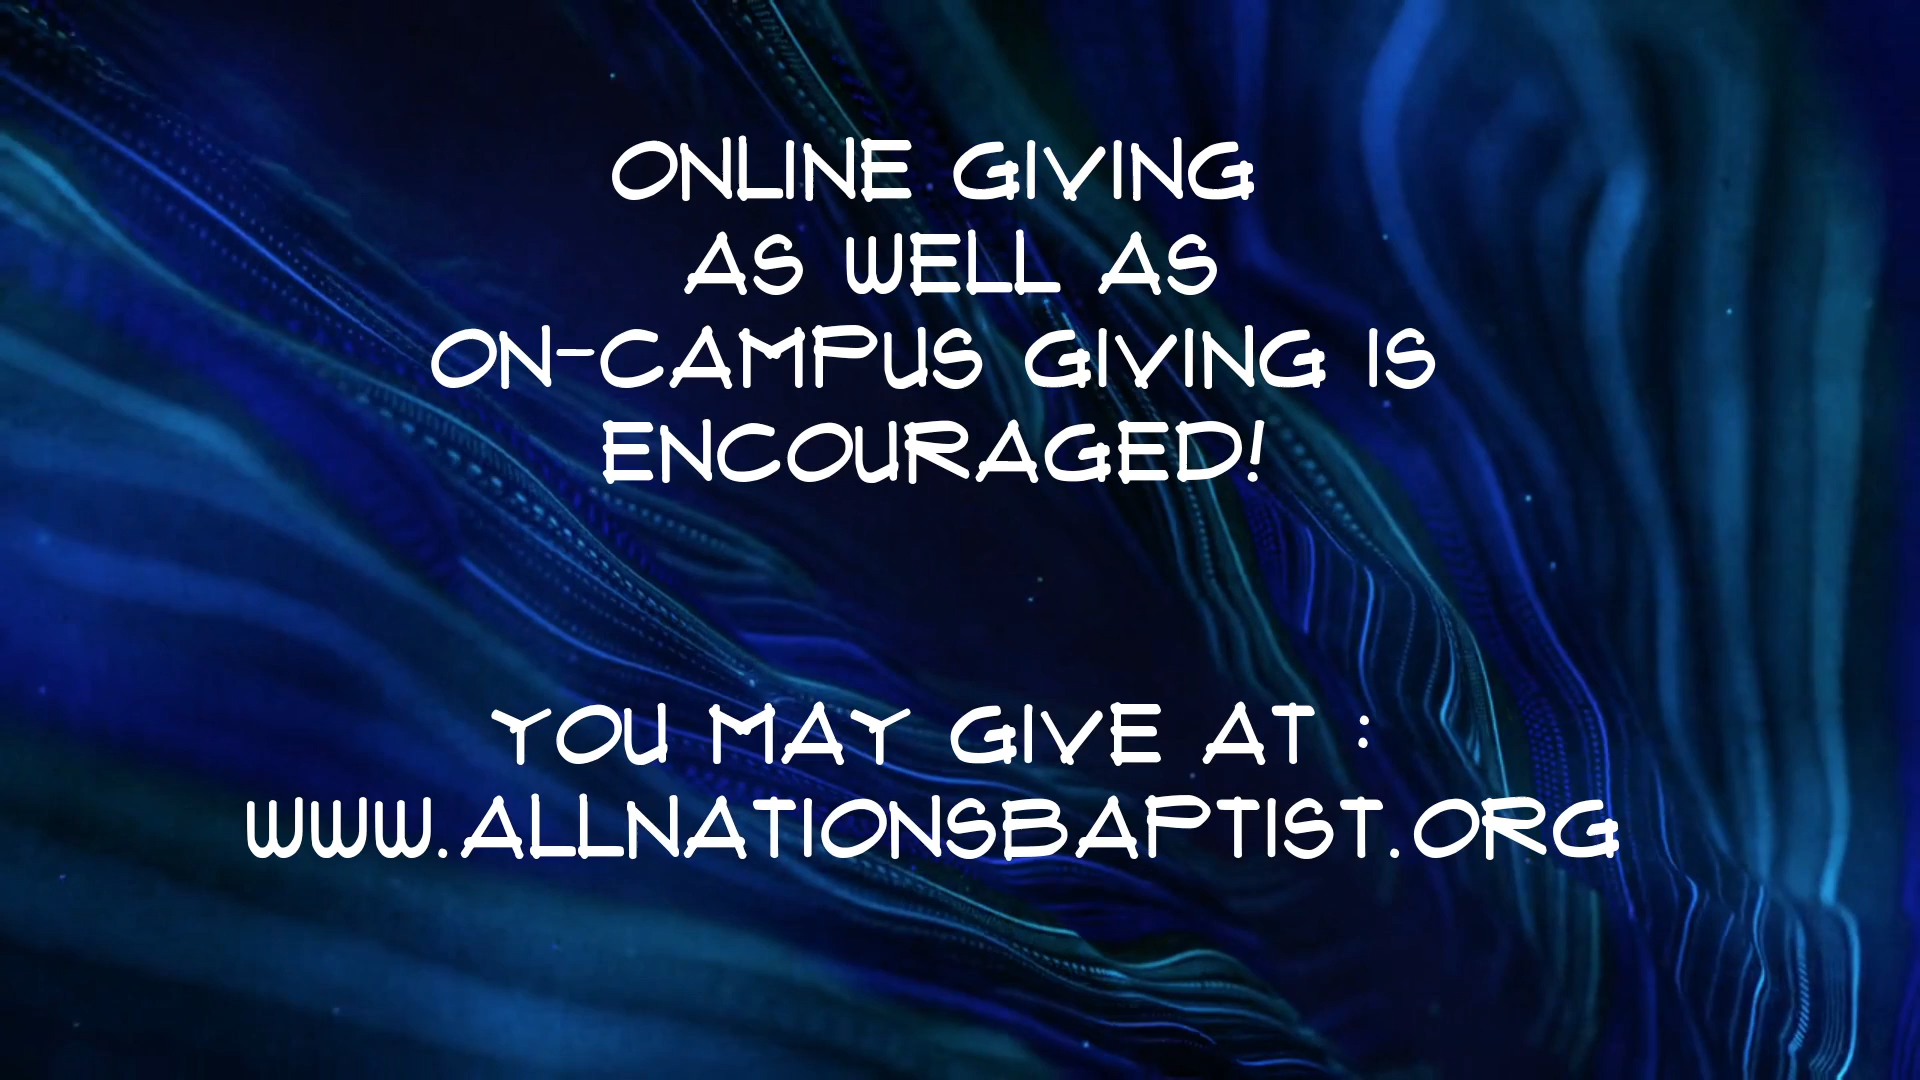 ONLINE GIVING
AS WELL AS
ON-CAMPUS GIVING IS
ENCOURAGED!
YOU MAY GIVE AT :
WWW.ALLNATIONSBAPTIST.ORG